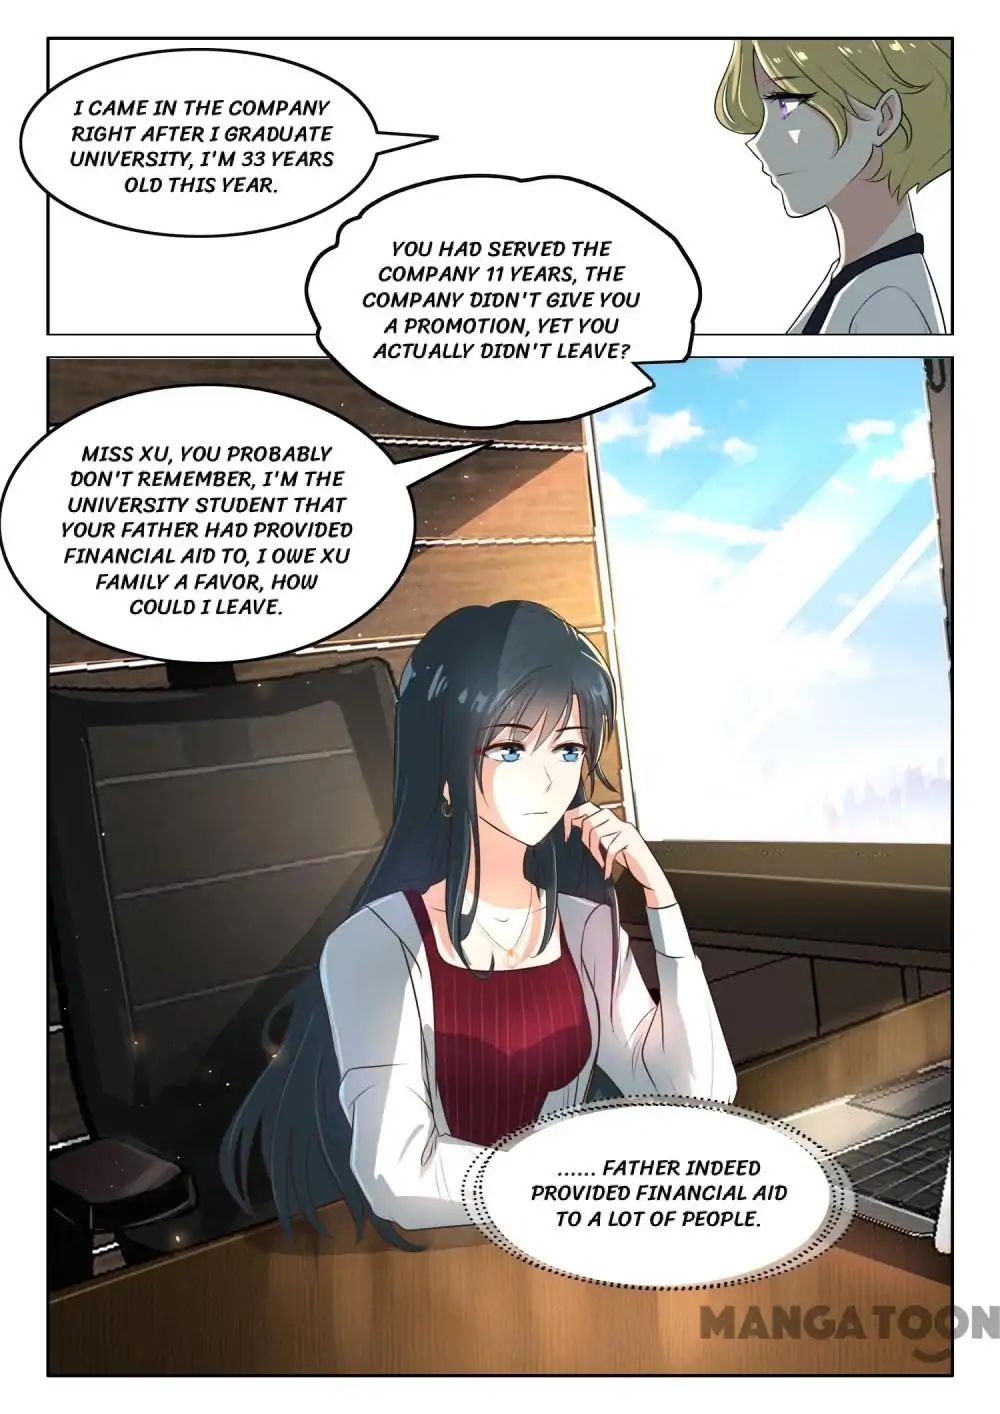 I CAME IN THE COMPANY
RIGHT AFTER I GRADUATE
UNIVERSITY, I'M 33 YEARS
OLD THIS YEAR.
YOU HAD SERVED THE
COMPANY 11 YEARS, THE
COMPANY DIDN'T GIVE YOU
A PROMOTION, YET YOU
ACTUALLY DIDN'T LEAVE?
MISS XU, YOU PROBABLY
DON'T REMEMBER, I'M THE
UNIVERSITY STUDENT THAT
YOUR FATHER HAD PROVIDED
FINANCIAL AID TO, I OWE XU
FAMILY A FAVOR, HOW
COULD I LEAVE.
...... FATHER INDEED
PROVIDED FINANCIAL AID
TO A LOT OF PEOPLE.
MANGATOON